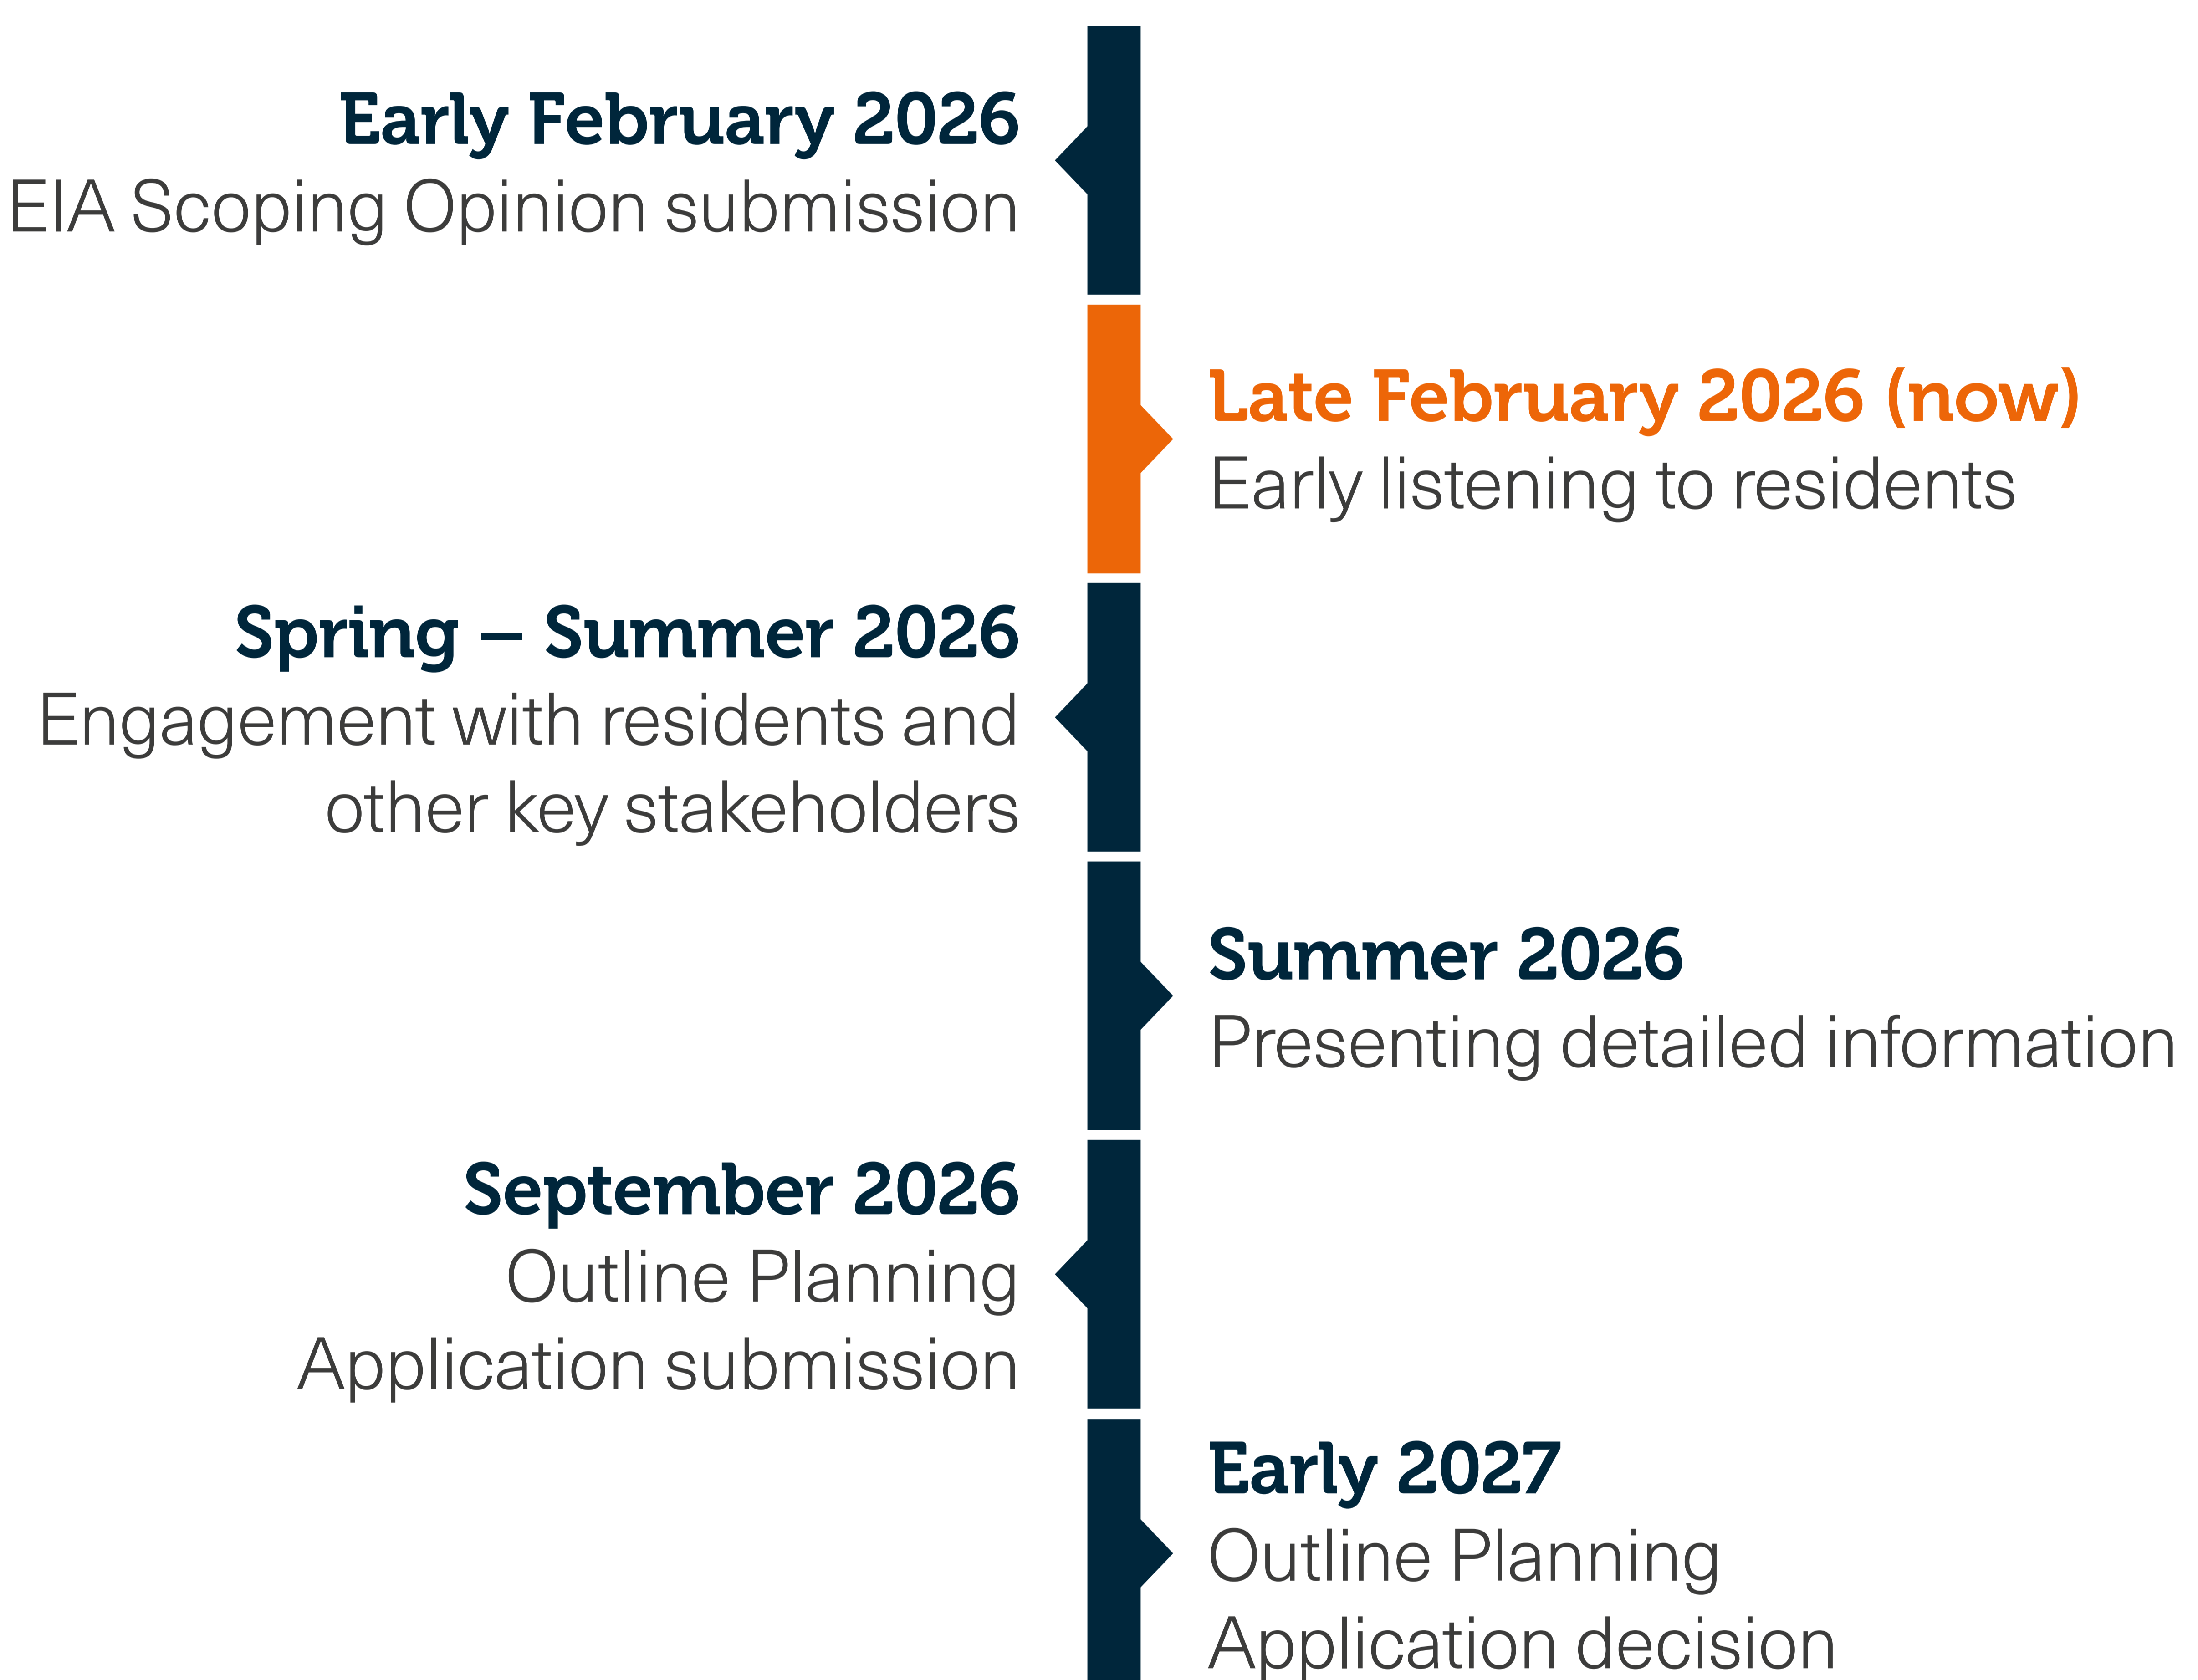 Early February 2026
EIA Scoping Opinion submission
Late February 2026 (now)
Early listening to residents
Spring – Summer 2026
Engagement with residents and
other key stakeholders
Summer 2026
Presenting detailed information
September 2026
Outline Planning
Application submission
Early 2027
Outline Planning
Application decision